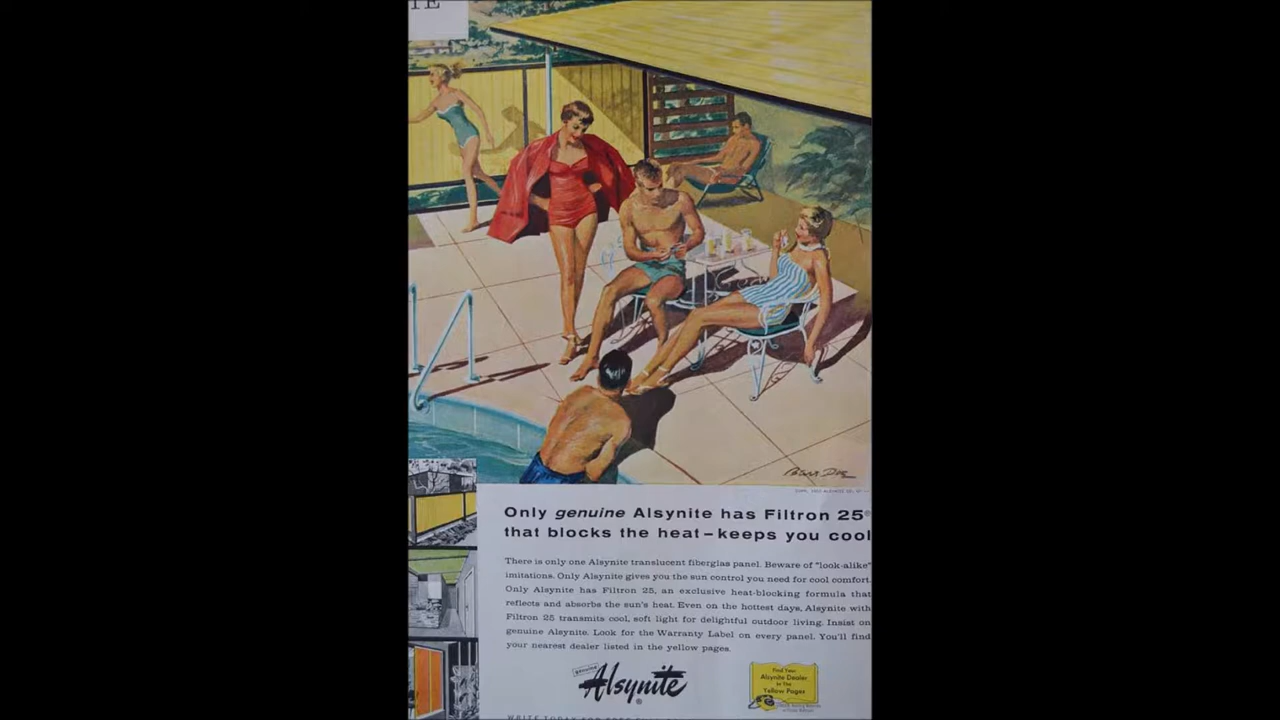 Only genuine Alsynite has Filtron 25®
that blocks the heat – keeps you cool
There is only one Alsynite translucent fiberglas panel. Beware of "look-alike"
imitations. Only Alsynite gives you the sun control you need for cool comfort.
Only Alsynite has Filtron 25, an exclusive heat-blocking formula that
reflects and absorbs the sun's heat. Even on the hottest days, Alsynite with
Filtron 25 transmits cool, soft light for delightful outdoor living. Insist on
genuine Alsynite. Look for the Warranty Label on every panel. You'll find
your nearest dealer listed in the yellow pages.
genuine
Alsynite
®
Find Your
Alsynite Dealer
in The
Yellow Pages